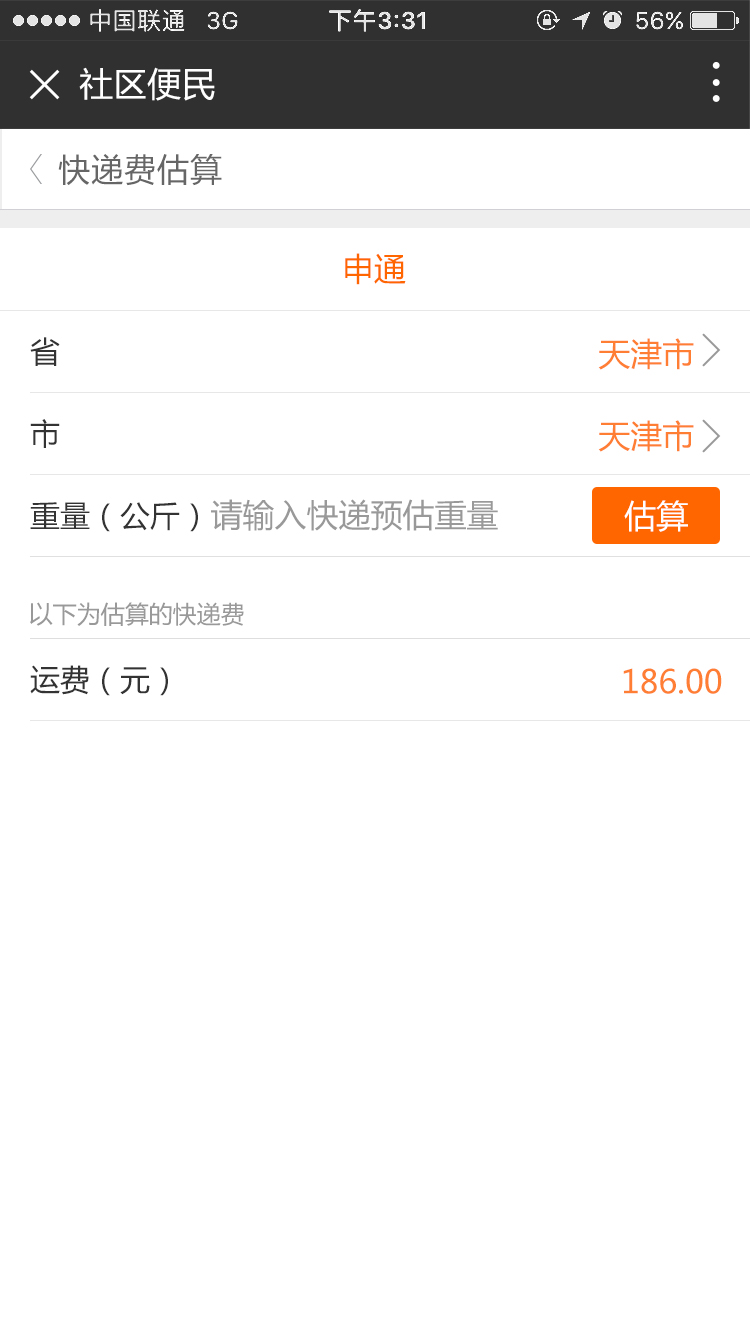 中国联通 3G 下午3:31 56%
社区便民
快递费估算
申通
省 天津市
市 天津市
重量（公斤）请输入快递预估重量 估算
以下为估算的快递费
运费（元） 186.00